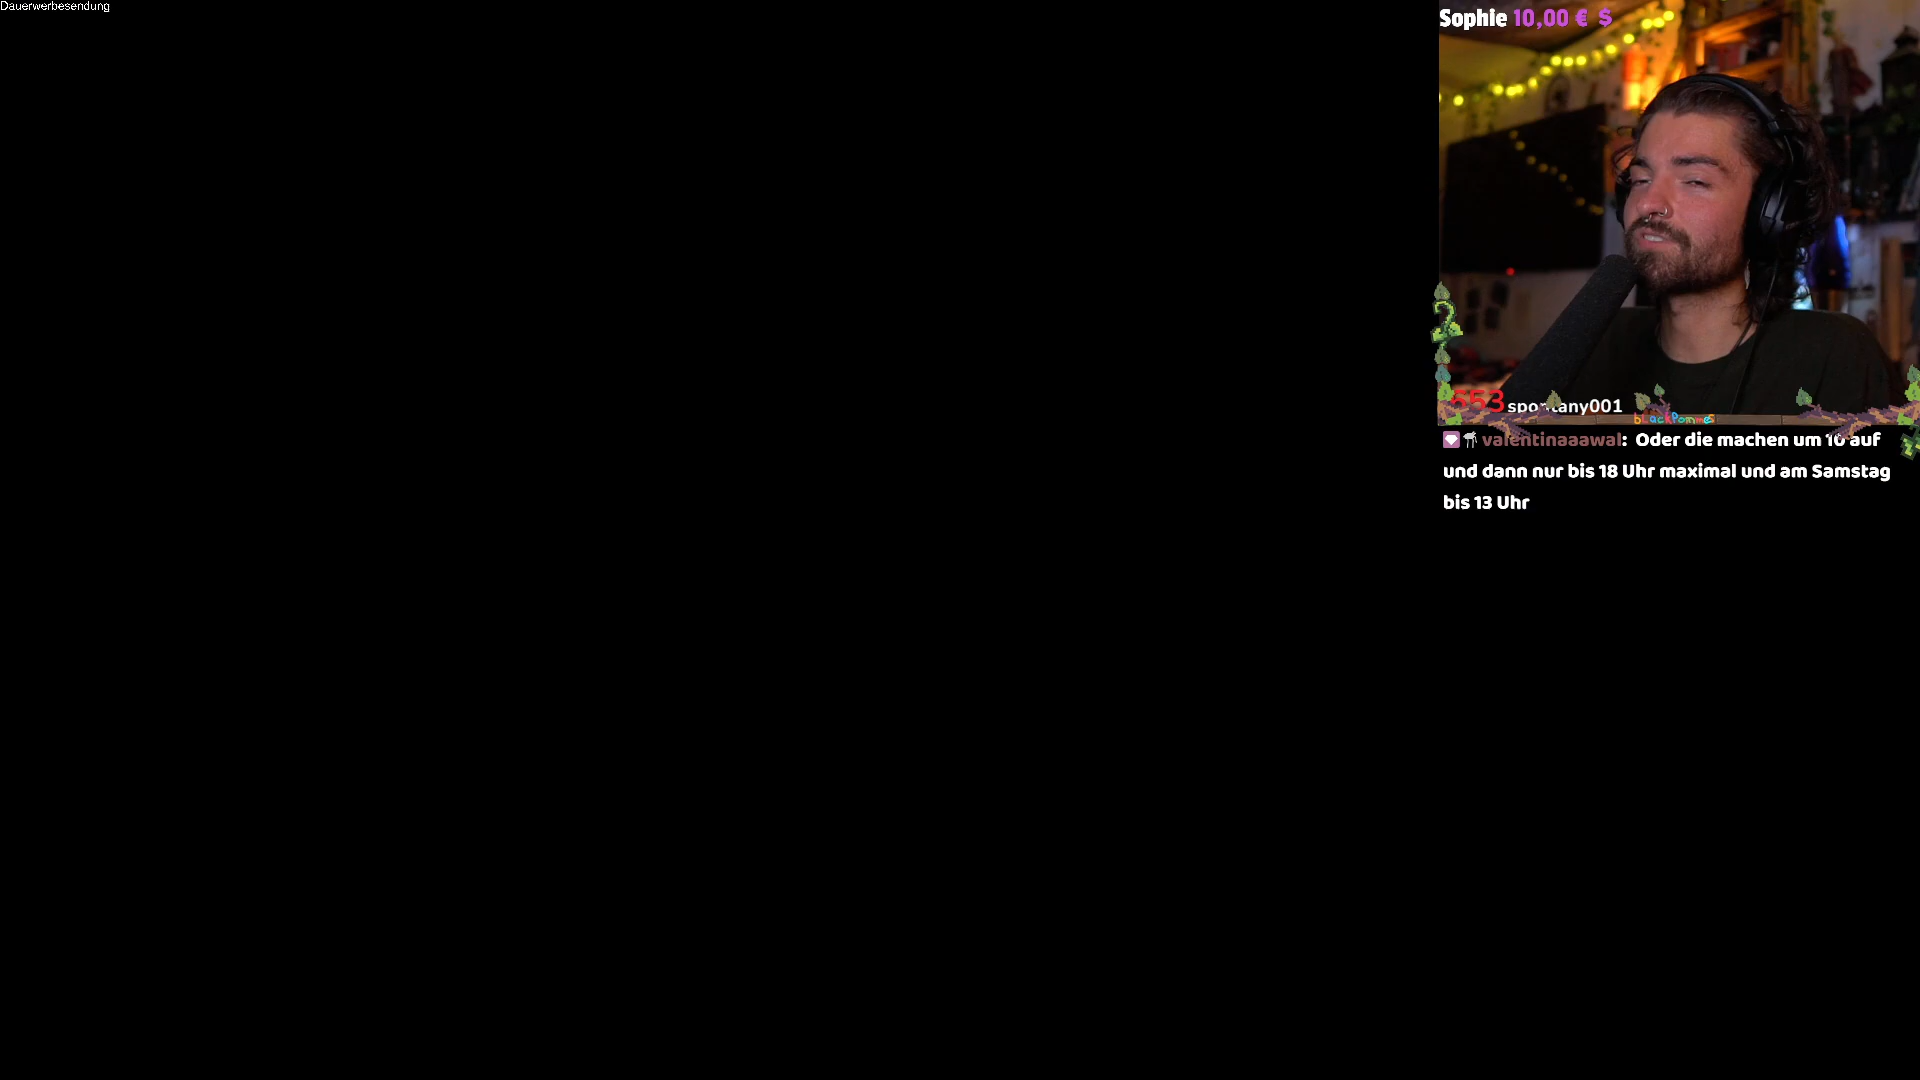 Dauerwerbesendung
Sophie 10,00 € $
553 spontany001
blackPommes
valentinaaawal: Oder die machen um 10 auf
und dann nur bis 18 Uhr maximal und am Samstag
bis 13 Uhr